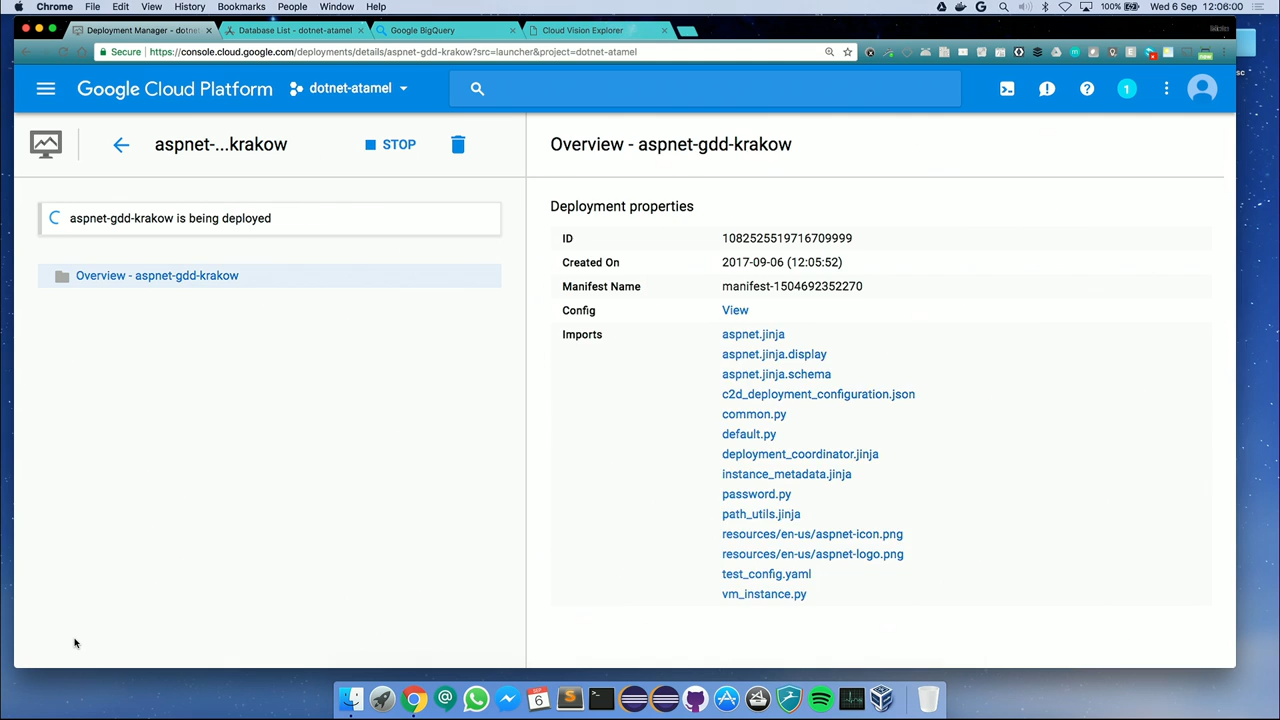 Chrome File Edit View History Bookmarks People Window Help 100% Wed 6 Sep 12:06:00
Deployment Manager - dotnet Database List - dotnet-atamel Google BigQuery Cloud Vision Explorer
Secure https://console.cloud.google.com/deployments/details/aspnet-gdd-krakow?src=launcher&project=dotnet-atamel
Google Cloud Platform dotnet-atamel 1
aspnet-...krakow STOP Overview - aspnet-gdd-krakow
aspnet-gdd-krakow is being deployed
Overview - aspnet-gdd-krakow
Deployment properties
ID 1082525519716709999
Created On 2017-09-06 (12:05:52)
Manifest Name manifest-1504692352270
Config View
Imports aspnet.jinja
aspnet.jinja.display
aspnet.jinja.schema
c2d_deployment_configuration.json
common.py
default.py
deployment_coordinator.jinja
instance_metadata.jinja
password.py
path_utils.jinja
resources/en-us/aspnet-icon.png
resources/en-us/aspnet-logo.png
test_config.yaml
vm_instance.py
SEP
6